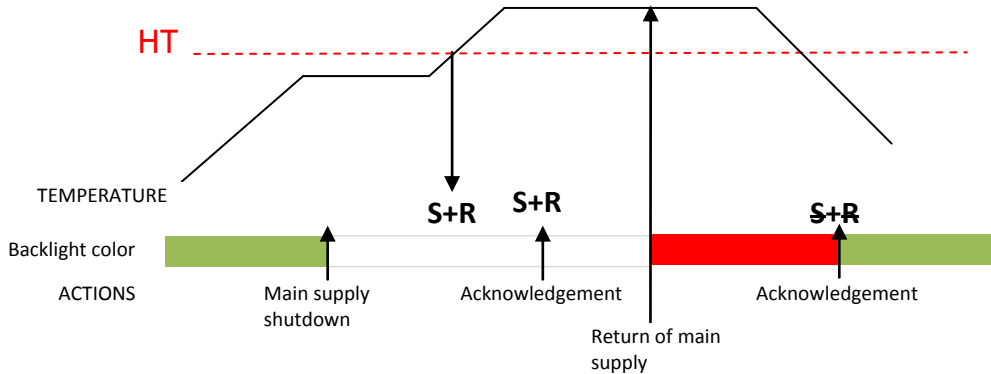 HT
TEMPERATURE
S+R
S+R
S+R
Backlight color
ACTIONS
Main supply
shutdown
Acknowledgement
Acknowledgement
Return of main
supply